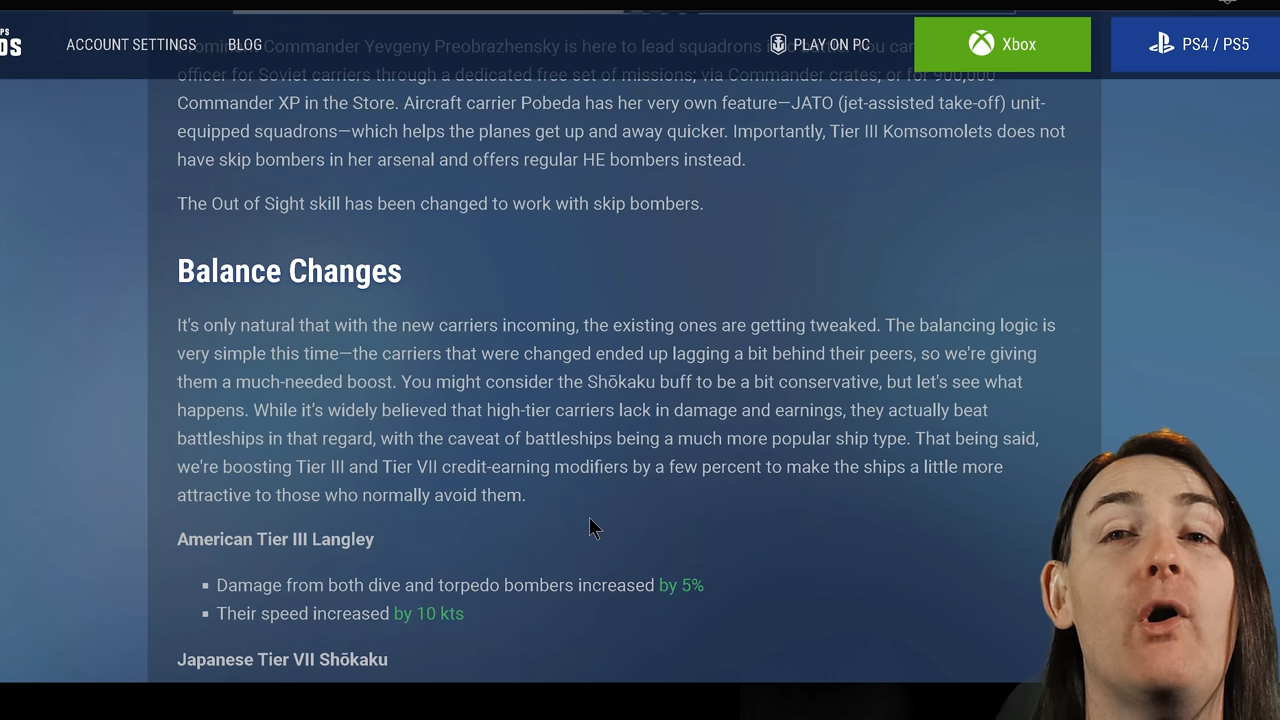 PS
OS
ACCOUNT SETTINGS BLOG PLAY ON PC Xbox PS4 / PS5
Commander Yevgeny Preobrazhensky is here to lead squadrons
officer for Soviet carriers through a dedicated free set of missions; via Commander crates; or for 900,000
Commander XP in the Store. Aircraft carrier Pobeda has her very own feature—JATO (jet-assisted take-off) unit-
equipped squadrons—which helps the planes get up and away quicker. Importantly, Tier III Komsomolets does not
have skip bombers in her arsenal and offers regular HE bombers instead.
The Out of Sight skill has been changed to work with skip bombers.
Balance Changes
It's only natural that with the new carriers incoming, the existing ones are getting tweaked. The balancing logic is
very simple this time—the carriers that were changed ended up lagging a bit behind their peers, so we're giving
them a much-needed boost. You might consider the Shōkaku buff to be a bit conservative, but let's see what
happens. While it’s widely believed that high-tier carriers lack in damage and earnings, they actually beat
battleships in that regard, with the caveat of battleships being a much more popular ship type. That being said,
we're boosting Tier III and Tier VII credit-earning modifiers by a few percent to make the ships a little more
attractive to those who normally avoid them.
American Tier III Langley
▪ Damage from both dive and torpedo bombers increased by 5%
▪ Their speed increased by 10 kts
Japanese Tier VII Shōkaku